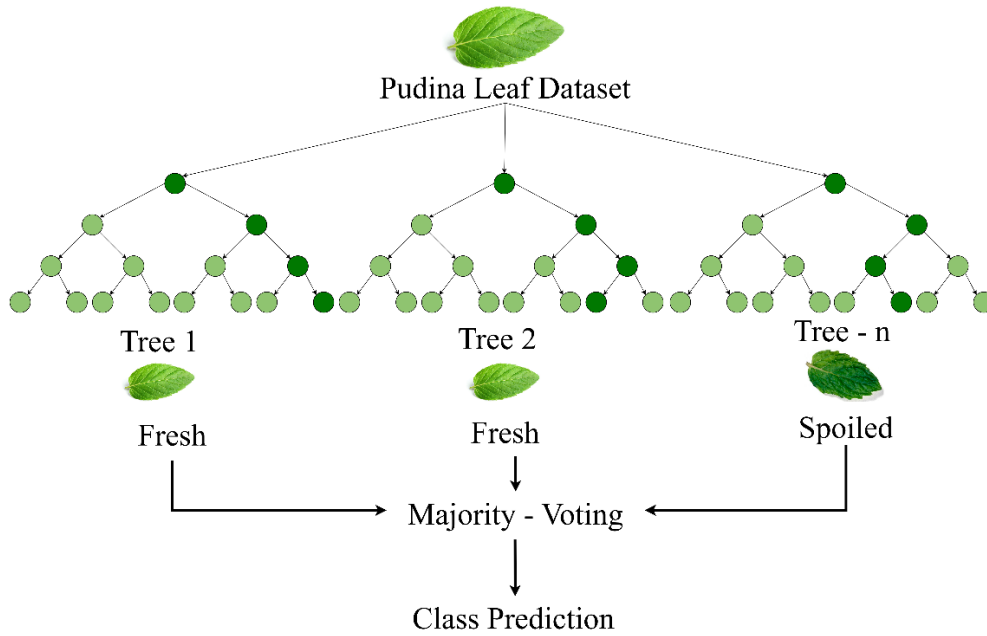 Pudina Leaf Dataset
Tree 1
Tree 2
Tree - n
Fresh
Fresh
Spoiled
Majority - Voting
Class Prediction